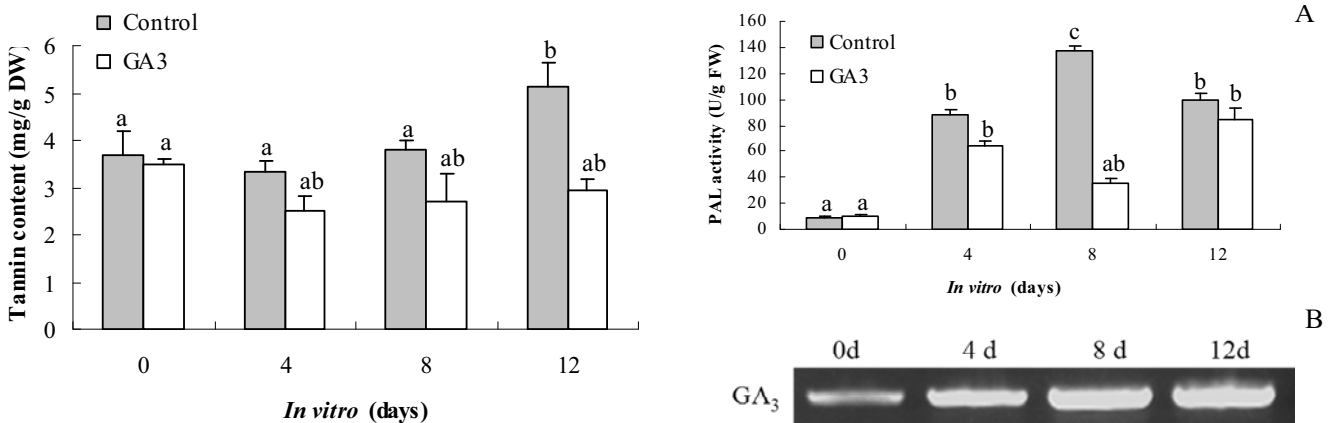 Control
GA3
Tannin content (mg/g DW)
6
5
4
3
2
1
0
a
a
a
ab
a
ab
b
ab
0
4
8
12
In vitro (days)
A
Control
GA3
PAL activity (U/g FW)
160
140
120
100
80
60
40
20
0
a
a
b
b
c
ab
b
b
0
4
8
12
In vitro (days)
B
0d
4 d
8 d
12d
GA3